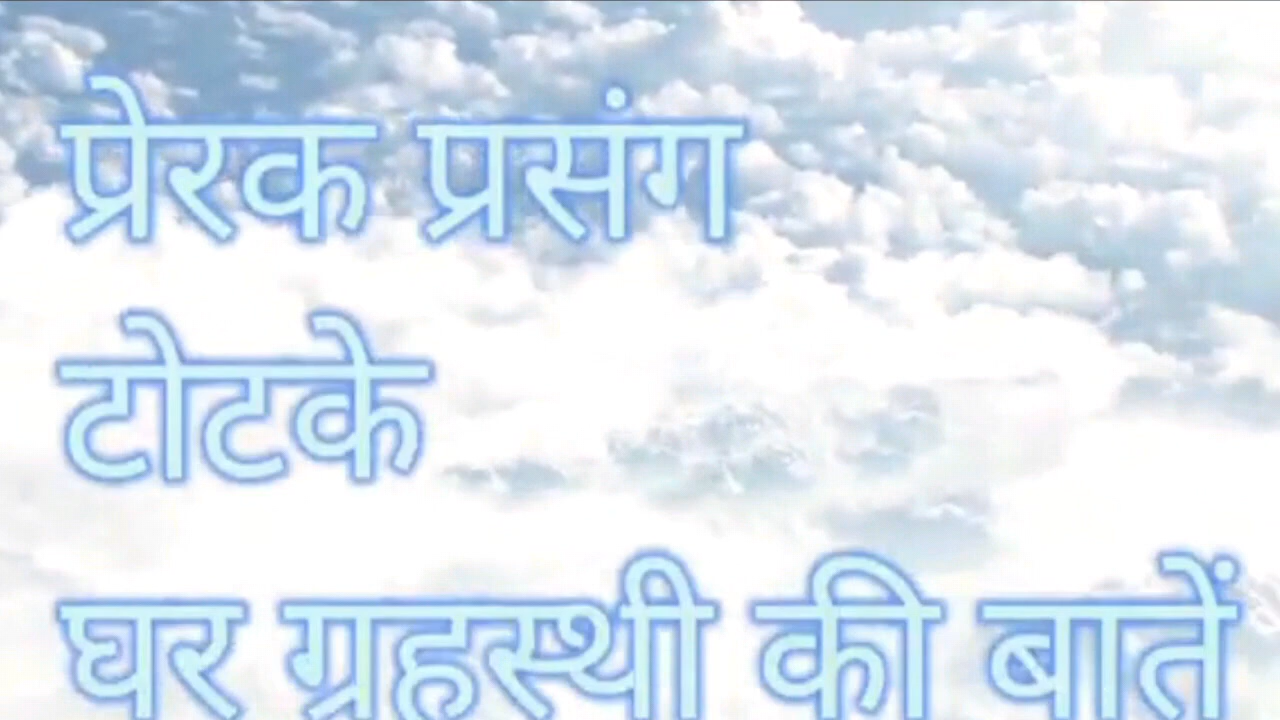 प्रेरक प्रसंग
टोटके
घर ग्रहस्थी की बातें